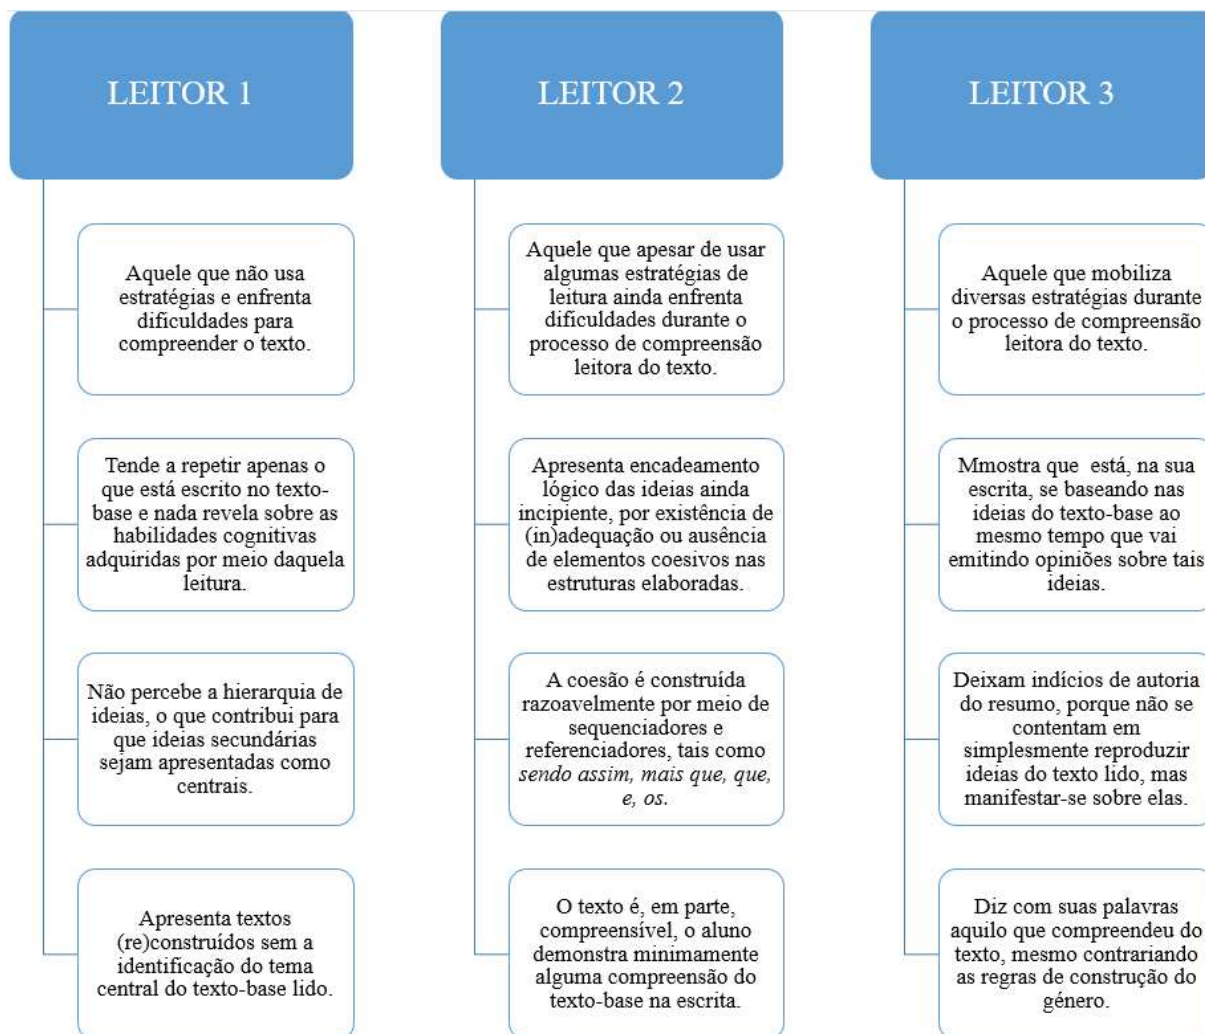 LEITOR 1
Aquele que não usa
estratégias e enfrenta
dificuldades para
compreender o texto.
Tende a repetir apenas o
que está escrito no texto-
base e nada revela sobre as
habilidades cognitivas
adquiridas por meio daquela
leitura.
Não percebe a hierarquia de
ideias, o que contribui para
que ideias secundárias
sejam apresentadas como
centrais.
Apresenta textos
(re)construídos sem a
identificação do tema
central do texto-base lido.
LEITOR 2
Aquele que apesar de usar
algumas estratégias de
leitura ainda enfrenta
dificuldades durante o
processo de compreensão
leitora do texto.
Apresenta encadeamento
lógico das ideias ainda
incipiente, por existência de
(in)adequação ou ausência
de elementos coesivos nas
estruturas elaboradas.
A coesão é construída
razoavelmente por meio de
sequenciadores e
referenciadores, tais como
sendo assim, mais que, que,
e, os.
O texto é, em parte,
compreensível, o aluno
demonstra minimamente
alguma compreensão do
texto-base na escrita.
LEITOR 3
Aquele que mobiliza
diversas estratégias durante
o processo de compreensão
leitora do texto.
Mmostra que está, na sua
escrita, se baseando nas
ideias do texto-base ao
mesmo tempo que vai
emitindo opiniões sobre tais
ideias.
Deixam indícios de autoria
do resumo, porque não se
contentam em
simplesmente reproduzir
ideias do texto lido, mas
manifestar-se sobre elas.
Diz com suas palavras
aquilo que compreendeu do
texto, mesmo contrariando
as regras de construção do
género.